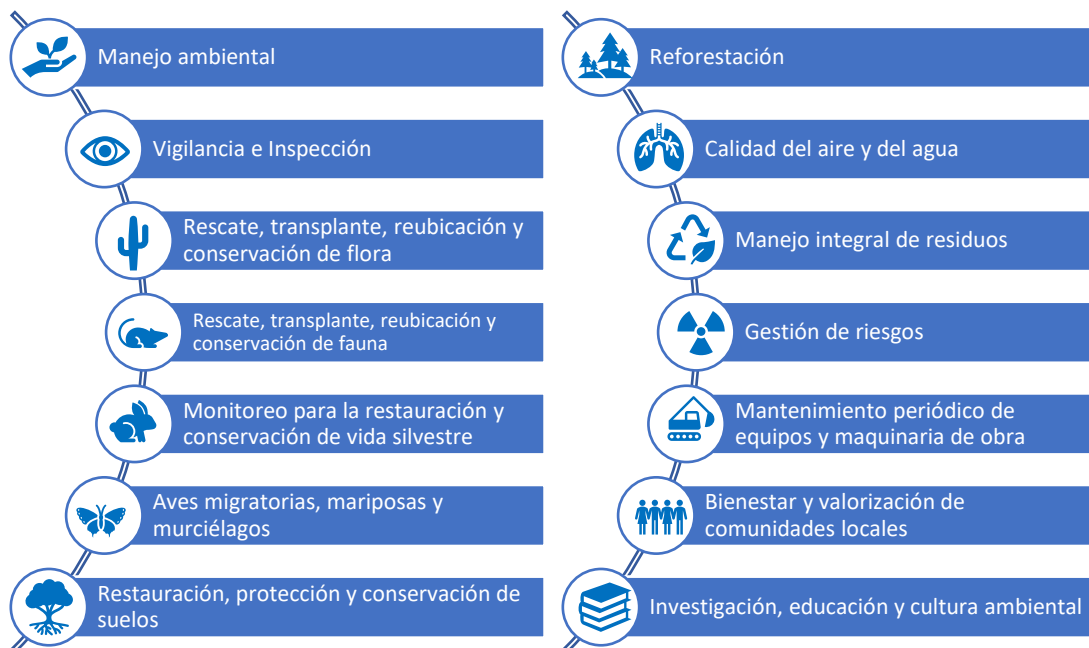 Manejo ambiental
Vigilancia e Inspección
Rescate, transplante, reubicación y
conservación de flora
Rescate, transplante, reubicación y
conservación de fauna
Monitoreo para la restauración y
conservación de vida silvestre
Aves migratorias, mariposas y
murciélagos
Restauración, protección y conservación de
suelos
Reforestación
Calidad del aire y del agua
Manejo integral de residuos
Gestión de riesgos
Mantenimiento periódico de
equipos y maquinaria de obra
Bienestar y valorización de
comunidades locales
Investigación, educación y cultura ambiental